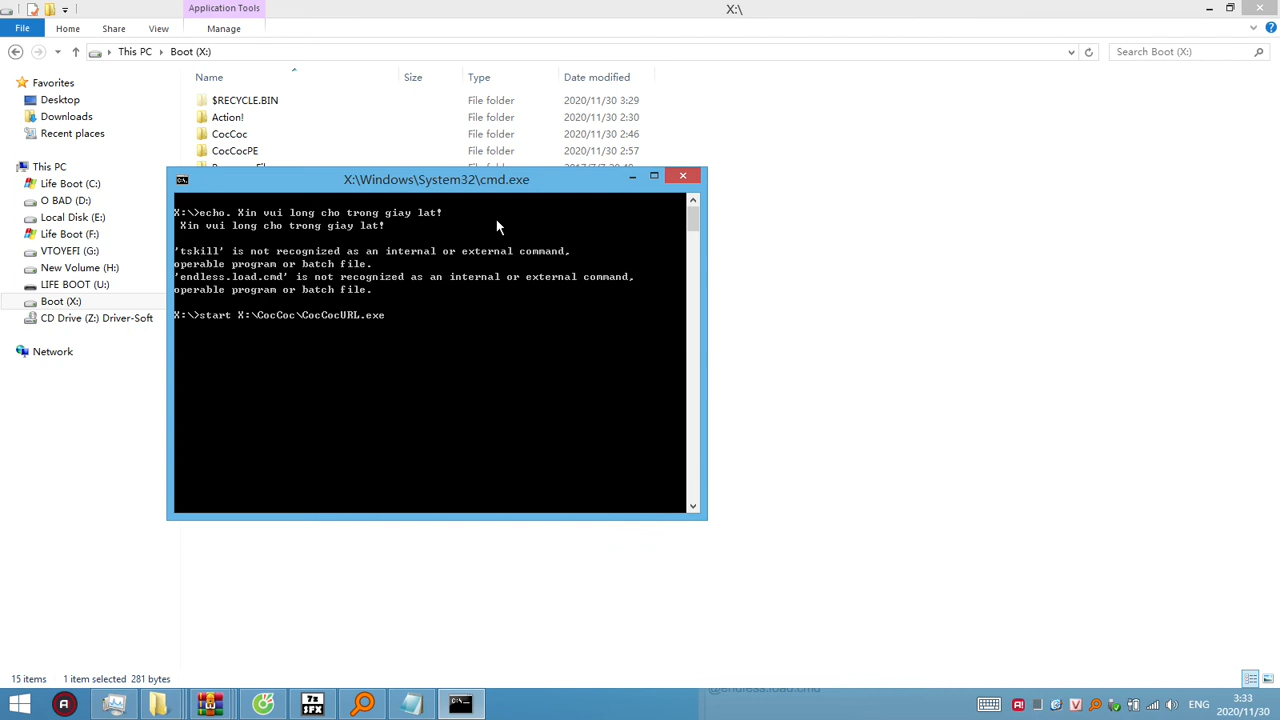 Application Tools
X:\
File
Home
Share
View
Manage
This PC
Boot (X:)
Search Boot (X:)
Favorites
Desktop
Downloads
Recent places
This PC
Life Boot (C:)
O BAD (D:)
Local Disk (E:)
Life Boot (F:)
VTOYEFI (G:)
New Volume (H:)
LIFE BOOT (U:)
Boot (X:)
CD Drive (Z:) Driver-Soft
Network
Name Size Type Date modified
$RECYCLE.BIN File folder 2020/11/30 3:29
Action! File folder 2020/11/30 2:30
CocCoc File folder 2020/11/30 2:46
CocCocPE File folder 2020/11/30 2:57
X:\Windows\System32\cmd.exe
X:\>echo. Xin vui long cho trong giay lat!
Xin vui long cho trong giay lat!
'tskill' is not recognized as an internal or external command,
operable program or batch file.
'endless.load.cmd' is not recognized as an internal or external command,
operable program or batch file.
X:\>start X:\CocCoc\CocCocURL.exe
15 items 1 item selected 281 bytes
@endless.load.cmd
7z
SFX
ENG
3:33
2020/11/30